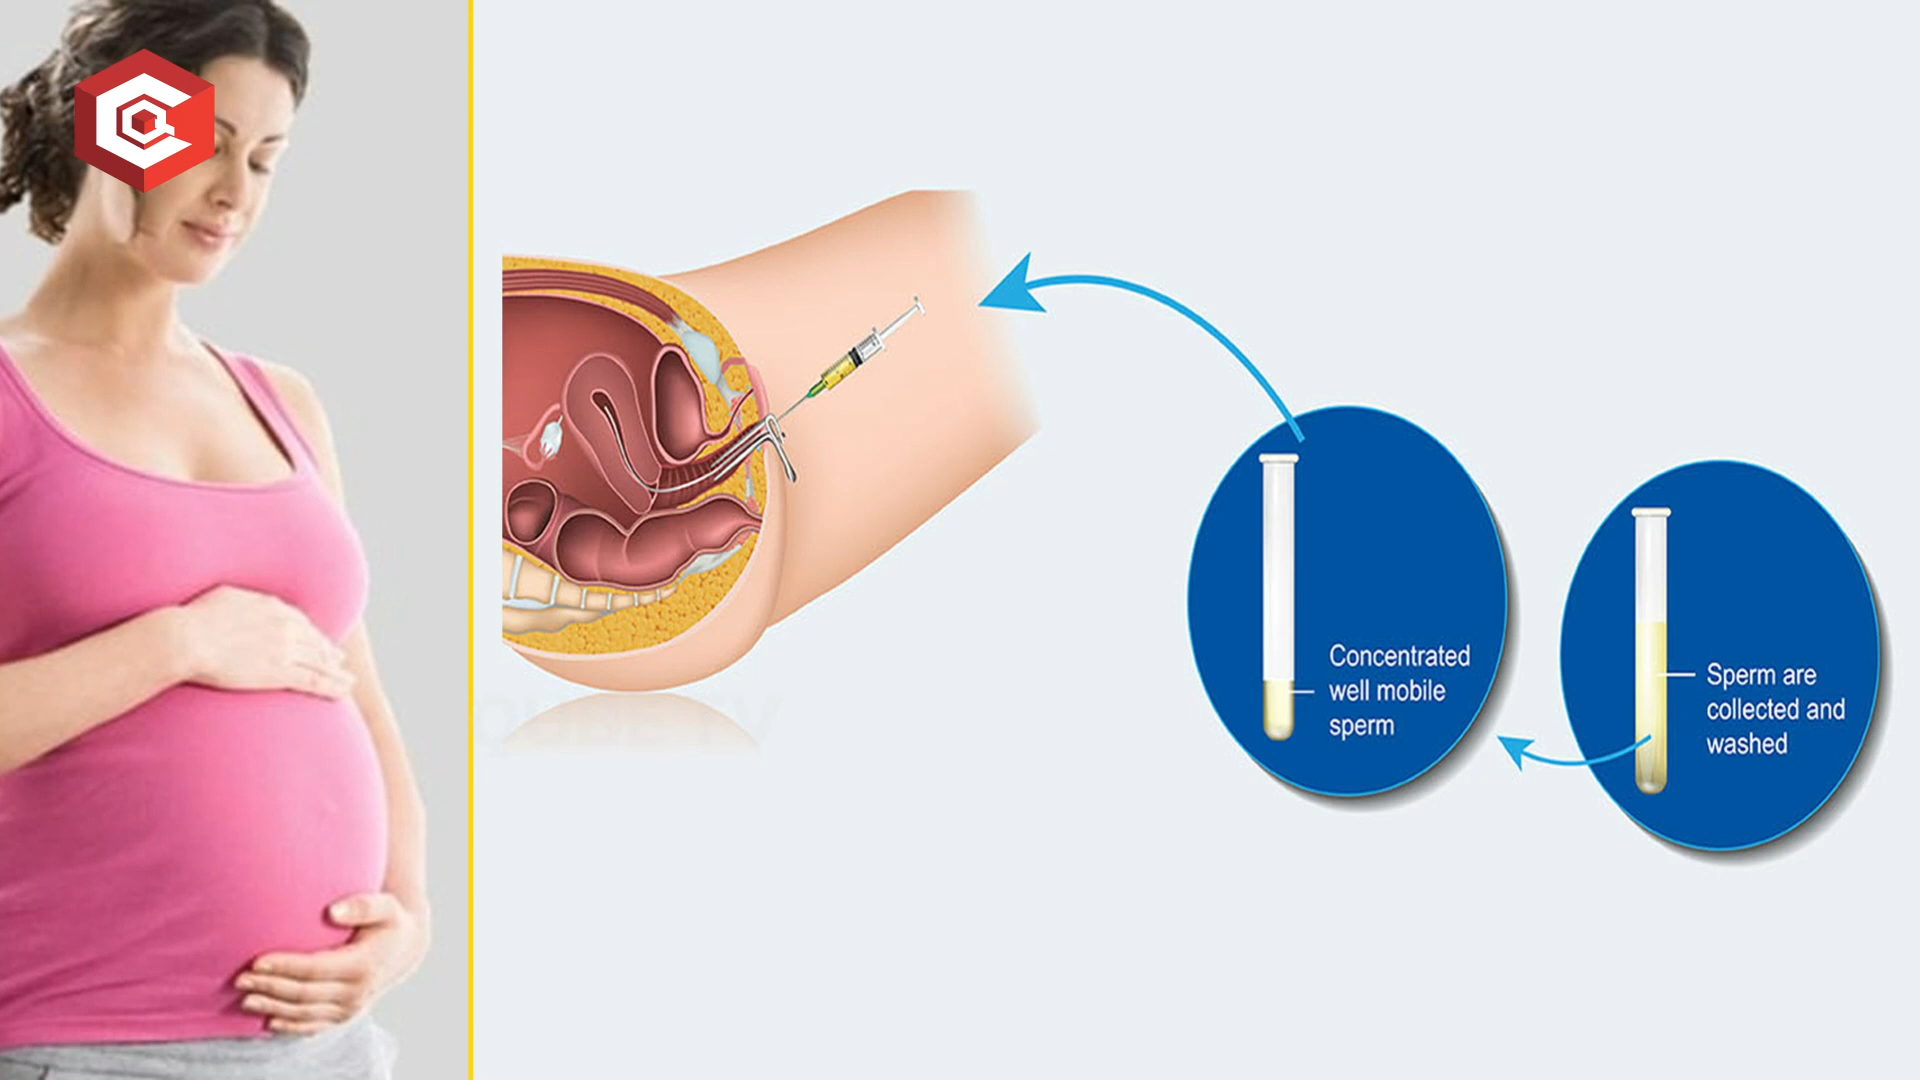 Concentrated
well mobile
sperm
Sperm are
collected and
washed